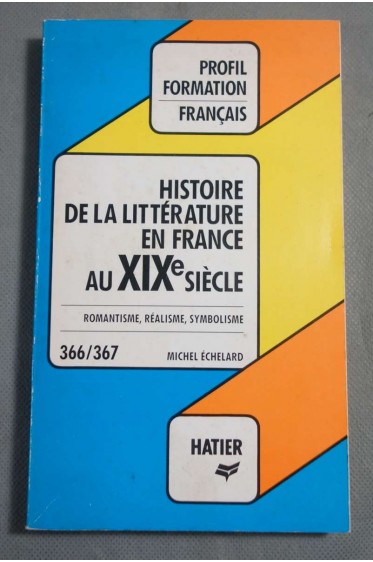 PROFIL
FORMATION
FRANÇAIS
HISTOIRE
DE LA LITTÉRATURE
EN FRANCE
AU XIXe SIÈCLE
ROMANTISME, RÉALISME, SYMBOLISME
366/367 MICHEL ÉCHELARD
HATIER